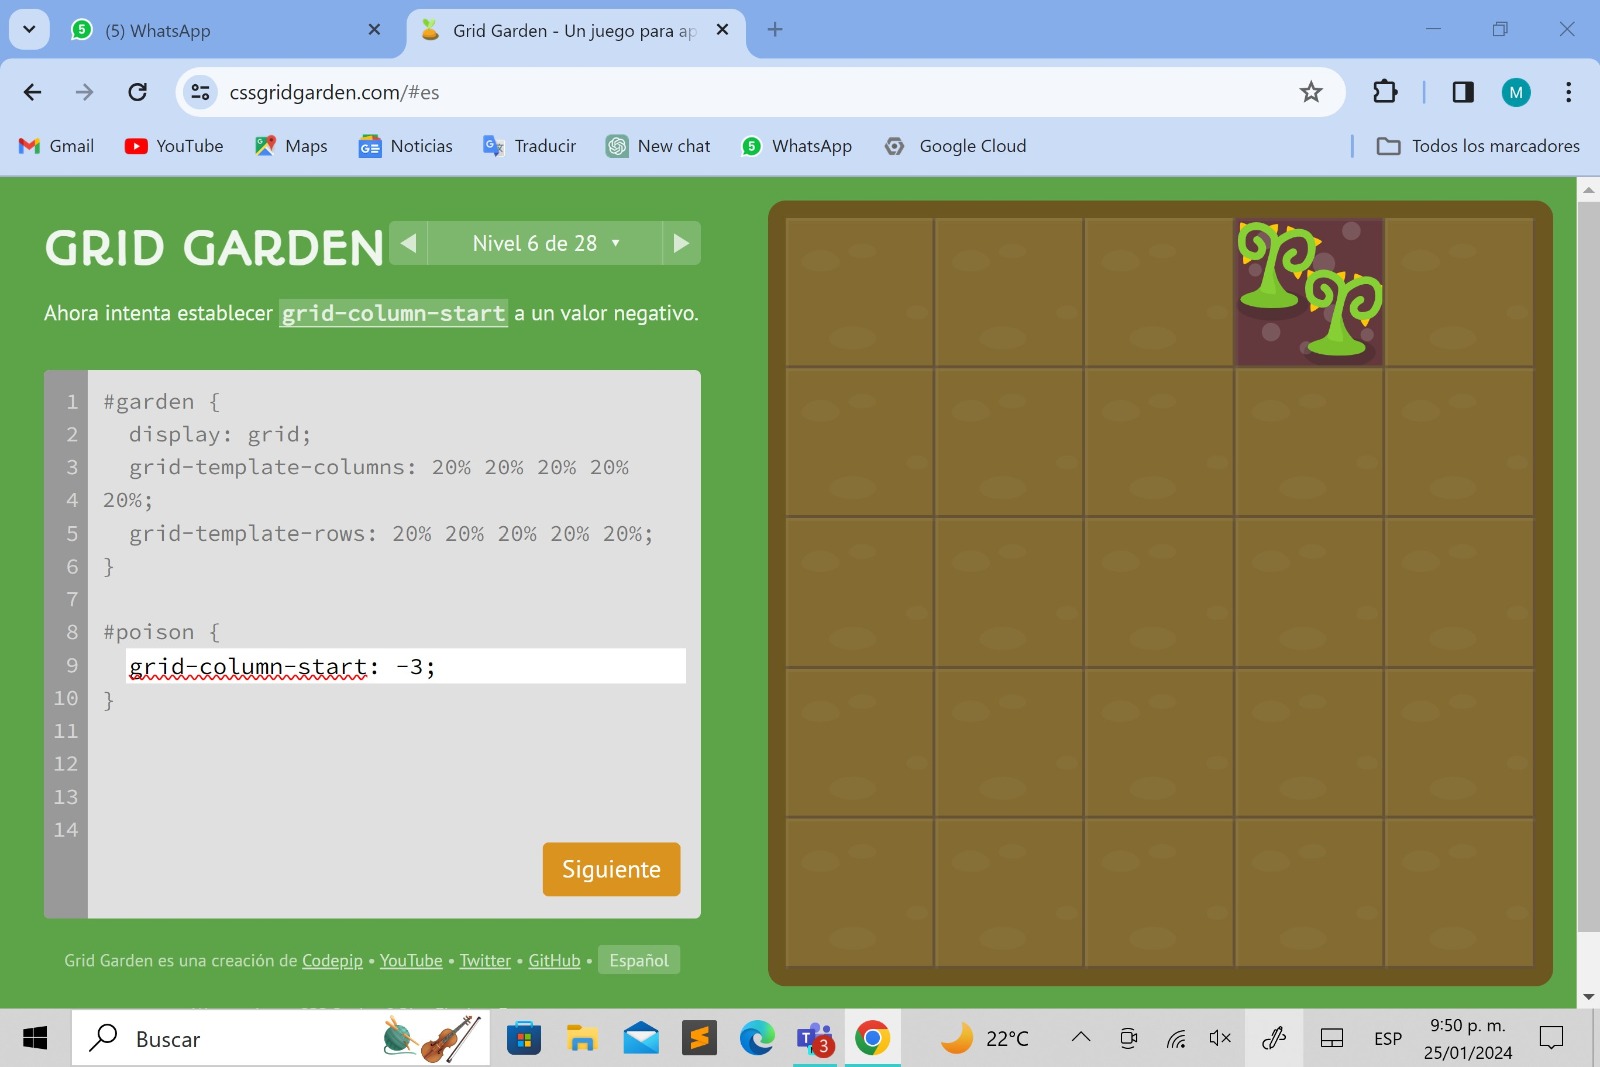 (5) WhatsApp
Grid Garden - Un juego para ap
cssgridgarden.com/#es
M
Gmail YouTube Maps Noticias Traducir New chat 5 WhatsApp Google Cloud Todos los marcadores
GRID GARDEN
Nivel 6 de 28
Ahora intenta establecer grid-column-start a un valor negativo.
1 #garden {
2 display: grid;
3 grid-template-columns: 20% 20% 20% 20%
4 20%;
5 grid-template-rows: 20% 20% 20% 20% 20%;
6 }
7
8 #poison {
9 grid-column-start: -3;
10 }
11
12
13
14
Siguiente
Grid Garden es una creación de Codepip • YouTube • Twitter • GitHub • Español
Buscar
3
22°C
ESP
9:50 p. m.
25/01/2024